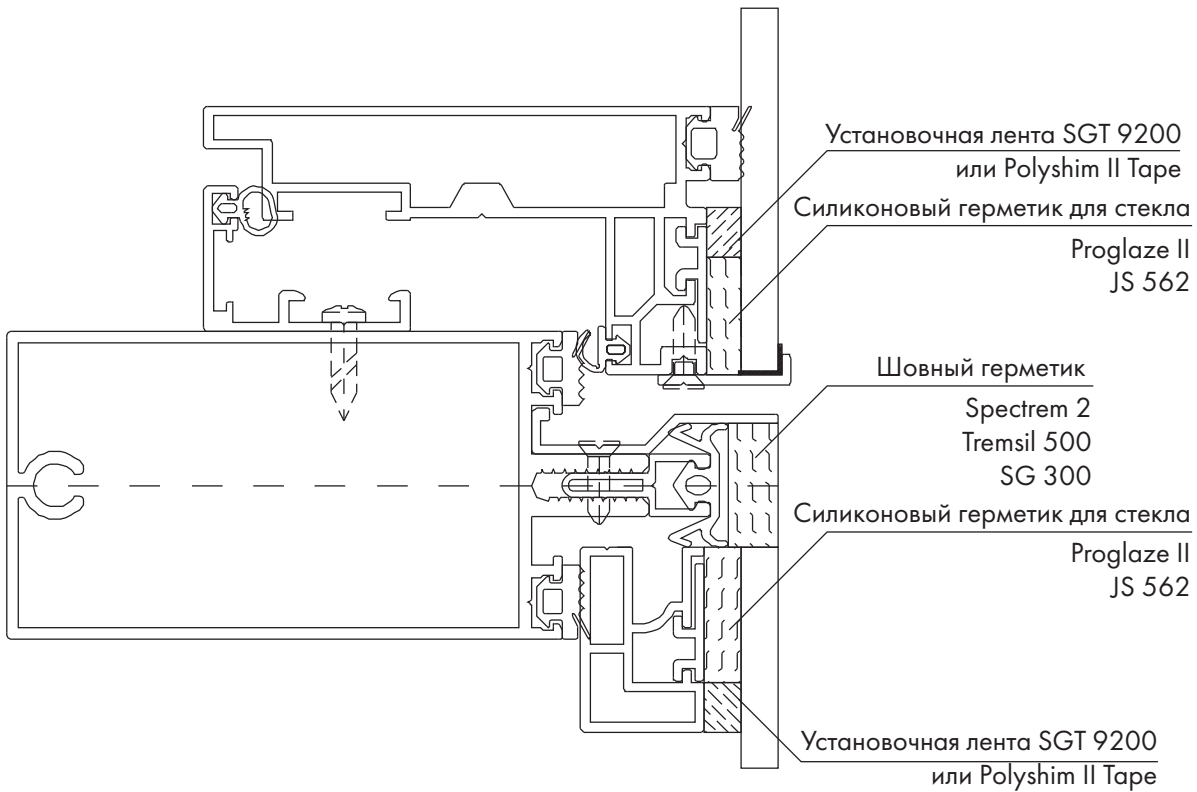 Установочная лента SGT 9200
или Polyshim II Tape
Силиконовый герметик для стекла
Proglaze II
JS 562
Шовный герметик
Spectrem 2
Tremsil 500
SG 300
Силиконовый герметик для стекла
Proglaze II
JS 562
Установочная лента SGT 9200
или Polyshim II Tape